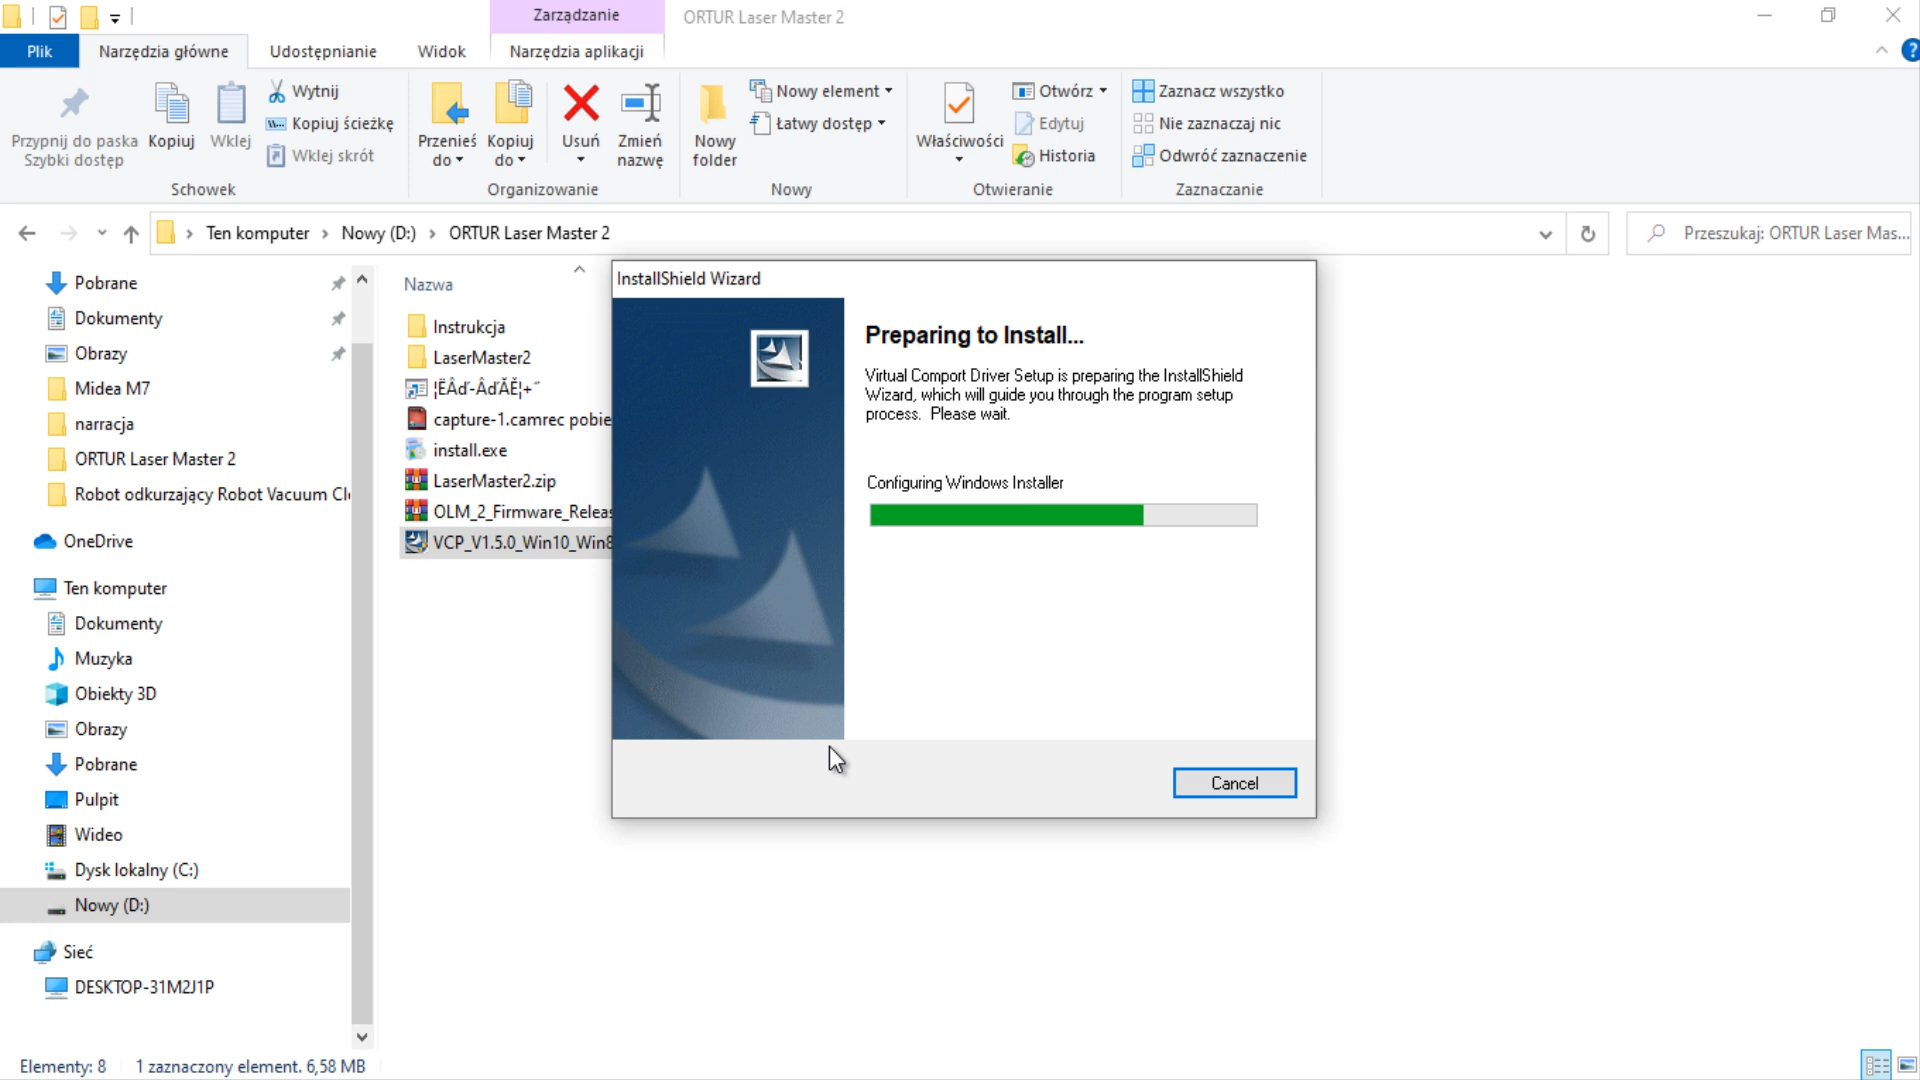 Zarządzanie
ORTUR Laser Master 2
Plik
Narzędzia główne
Udostępnianie
Widok
Narzędzia aplikacji
Przypnij do paska
Szybki dostęp
Kopiuj
Wklej
Wytnij
Kopiuj ścieżkę
Wklej skrót
Schowek
Przenieś
do
Kopiuj
do
Usuń
Zmień
nazwę
Organizowanie
Nowy
folder
Nowy element
Łatwy dostęp
Nowy
Właściwości
Otwórz
Edytuj
Historia
Otwieranie
Zaznacz wszystko
Nie zaznaczaj nic
Odwróć zaznaczenie
Zaznaczanie
Ten komputer
Nowy (D:)
ORTUR Laser Master 2
Przeszukaj: ORTUR Laser Mas...
Pobrane
Dokumenty
Obrazy
Midea M7
narracja
ORTUR Laser Master 2
Robot odkurzający Robot Vacuum Cl
OneDrive
Ten komputer
Dokumenty
Muzyka
Obiekty 3D
Obrazy
Pobrane
Pulpit
Wideo
Dysk lokalny (C:)
Nowy (D:)
Sieć
DESKTOP-31M2J1P
Nazwa
Instrukcja
LaserMaster2
¦ËÂď-ÂďĂĚ¦+˝
capture-1.camrec pobie
install.exe
LaserMaster2.zip
OLM_2_Firmware_Releas
VCP_V1.5.0_Win10_Win8
InstallShield Wizard
Preparing to Install...
Virtual Comport Driver Setup is preparing the InstallShield
Wizard, which will guide you through the program setup
process. Please wait.
Configuring Windows Installer
Cancel
Elementy: 8
1 zaznaczony element. 6,58 MB